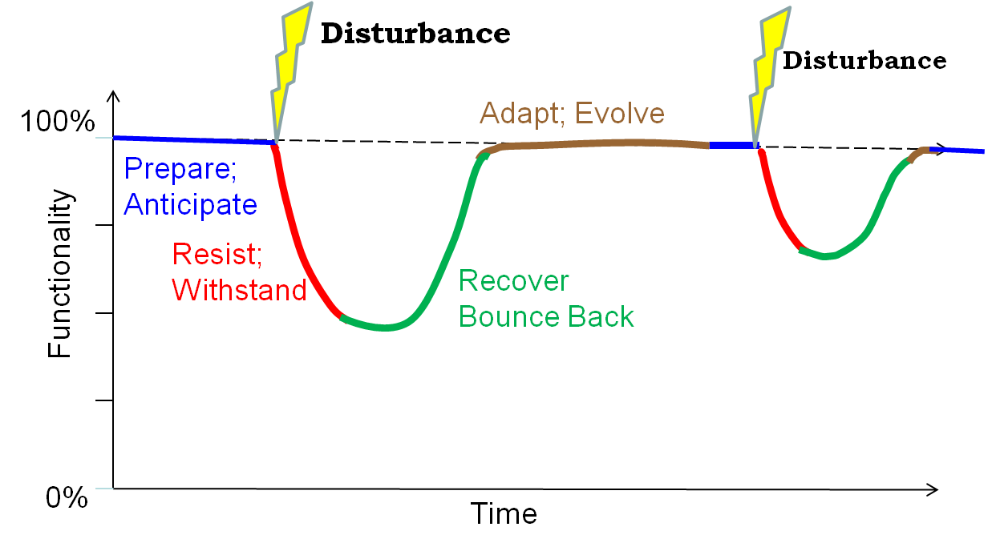 Disturbance
Disturbance
Adapt; Evolve
100%
Prepare;
Anticipate
Resist;
Withstand
Recover
Bounce Back
Functionality
0%
Time